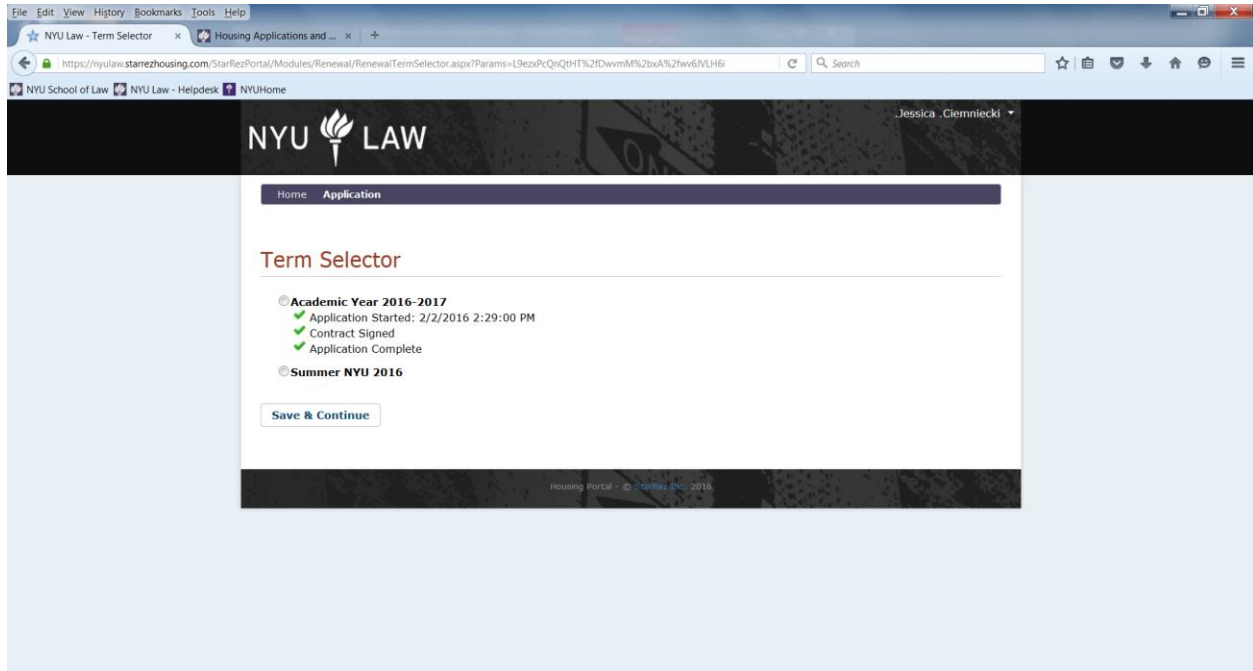 File Edit View History Bookmarks Tools Help
NYU Law - Term Selector × Housing Applications and ... × +
https://nyulaw.starrezhousing.com/StarRezPortal/Modules/Renewal/RenewalTermSelector.aspx?Params=L9ezxPcQnQtHT%2fDwvmM%2bxA%2fwv6JVLH6i Search
NYU School of Law NYU Law - Helpdesk NYUHome
.Jessica .Ciemniecki
NYU LAW
Home Application
Term Selector
Academic Year 2016-2017
Application Started: 2/2/2016 2:29:00 PM
Contract Signed
Application Complete
Summer NYU 2016
Save & Continue
Housing Portal - © StarRez Inc. 2016